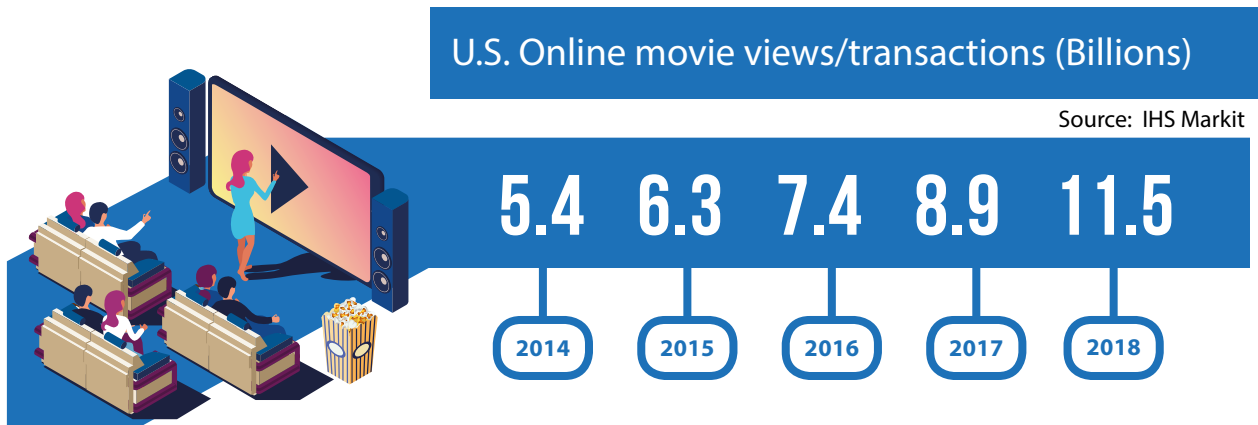 U.S. Online movie views/transactions (Billions)
Source: IHS Markit
5.4 6.3 7.4 8.9 11.5
2014 2015 2016 2017 2018